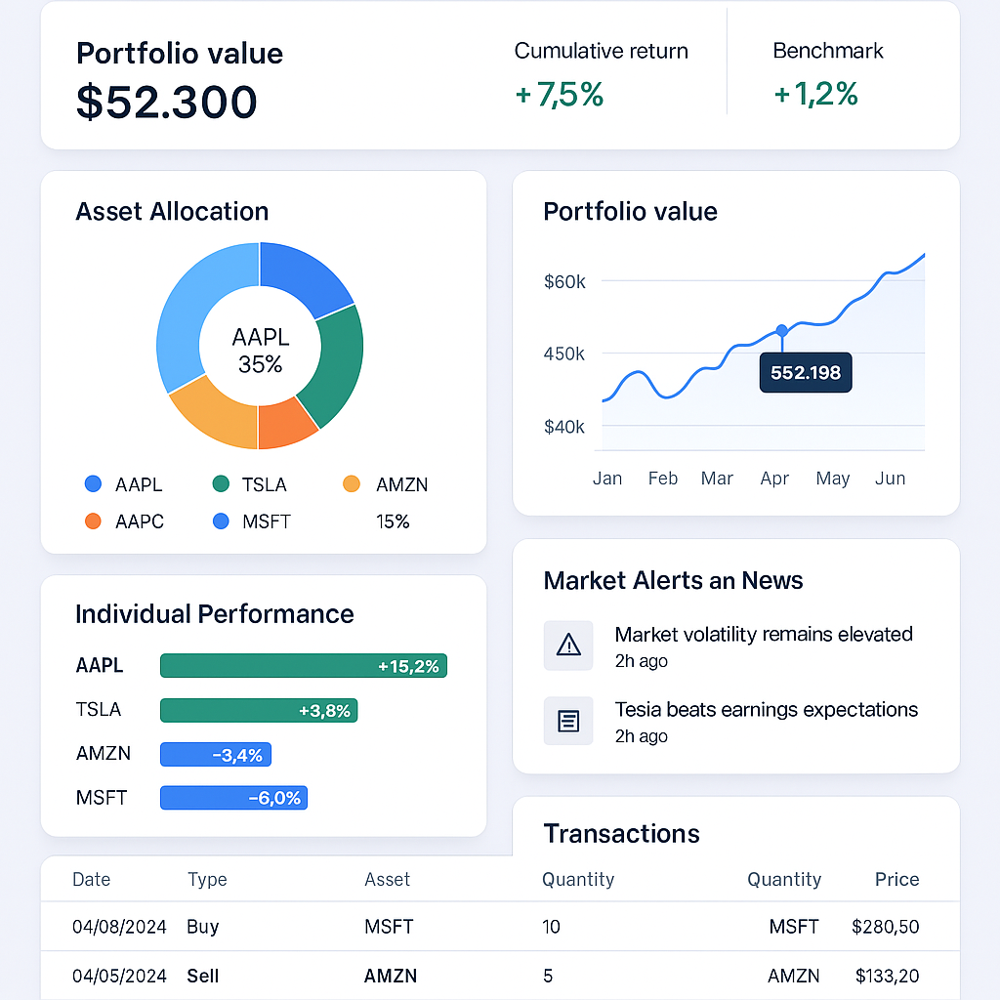 Portfolio value
$52.300
Cumulative return
+7,5%
Benchmark
+1,2%
Asset Allocation
AAPL
35%
AAPL
TSLA
AMZN
AAPC
MSFT
15%
Portfolio value
$60k
450k
$40k
552.198
Jan Feb Mar Apr May Jun
Individual Performance
AAPL +15,2%
TSLA +3,8%
AMZN −3,4%
MSFT −6,0%
Market Alerts an News
Market volatility remains elevated
2h ago
Tesia beats earnings expectations
2h ago
Transactions
Date Type Asset Quantity Quantity Price
04/08/2024 Buy MSFT 10 MSFT $280,50
04/05/2024 Sell AMZN 5 AMZN $133,20